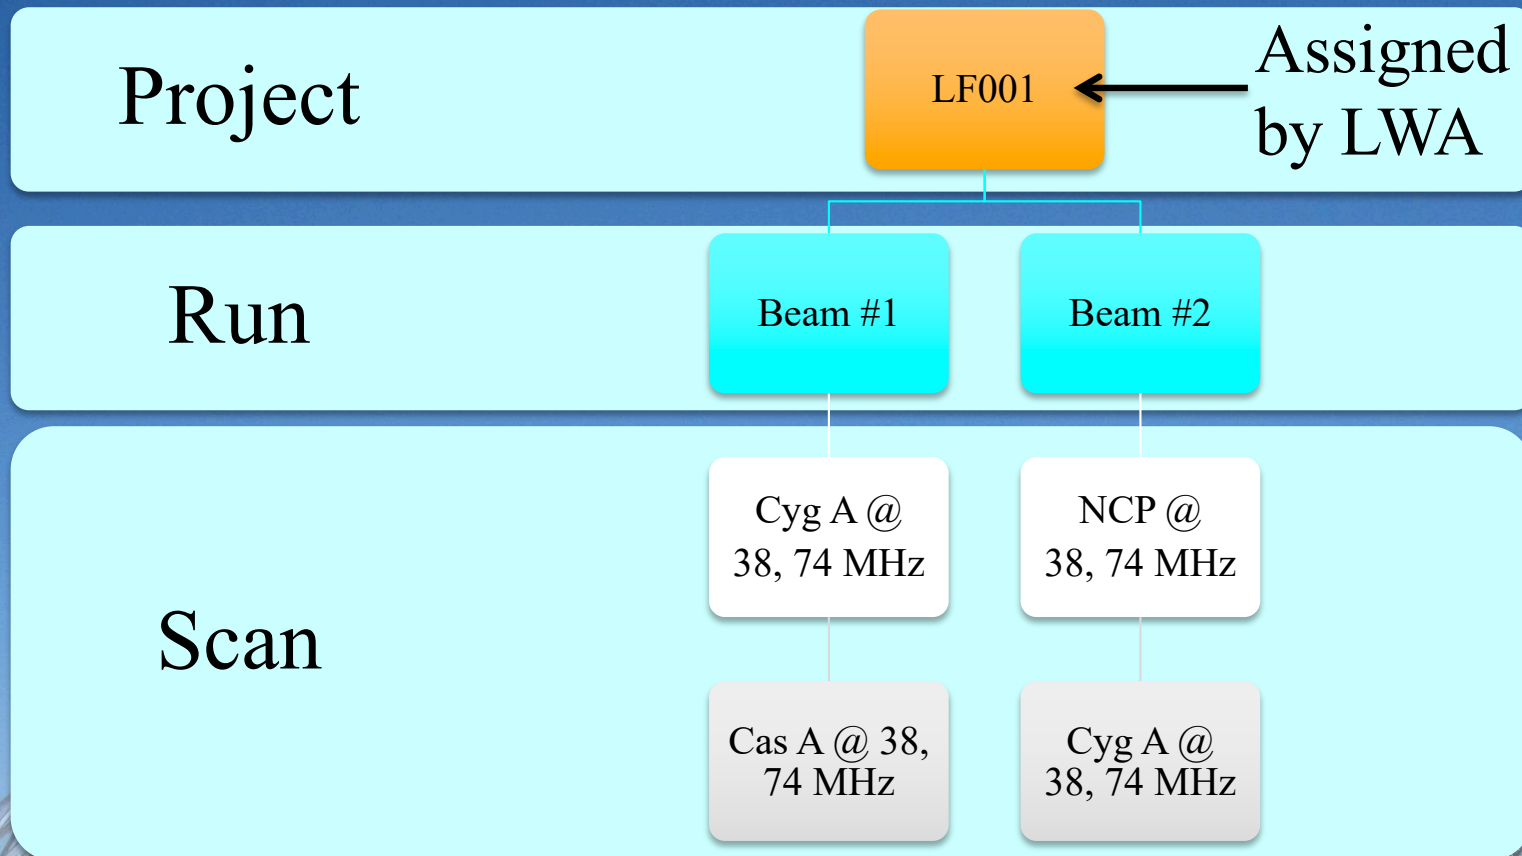 Project
LF001
Assigned
by LWA
Run
Beam #1
Beam #2
Scan
Cyg A @
38, 74 MHz
NCP @
38, 74 MHz
Cas A @ 38,
74 MHz
Cyg A @
38, 74 MHz